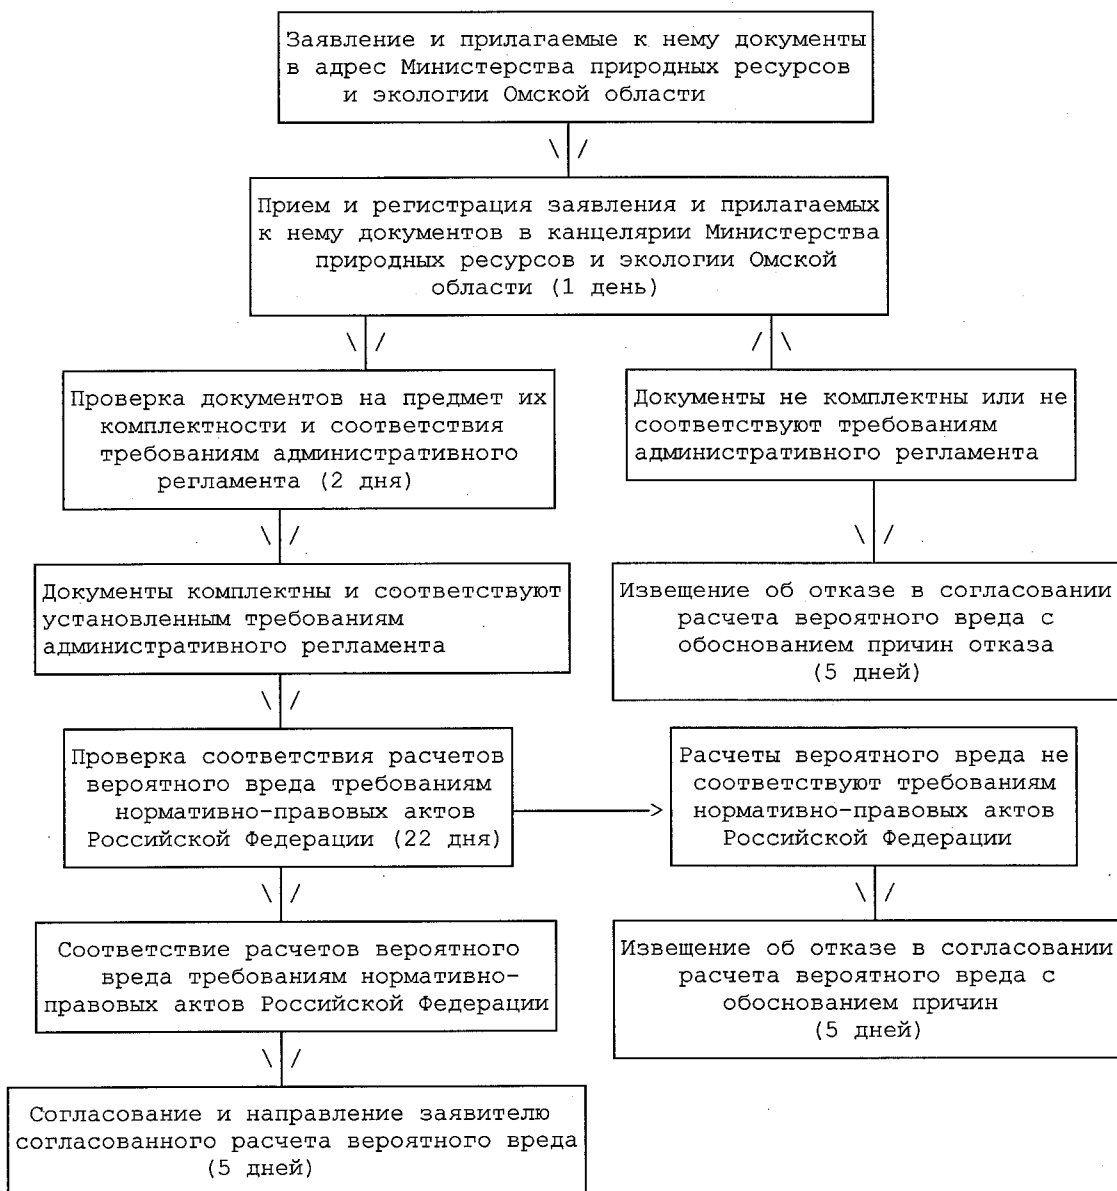 Заявление и прилагаемые к нему документы
в адрес Министерства природных ресурсов
и экологии Омской области
Прием и регистрация заявления и прилагаемых
к нему документов в канцелярии Министерства
природных ресурсов и экологии Омской
области (1 день)
Проверка документов на предмет их
комплектности и соответствия
требованиям административного
регламента (2 дня)
Документы не комплектны или не
соответствуют требованиям
административного регламента
Документы комплектны и соответствуют
установленным требованиям
административного регламента
Извещение об отказе в согласовании
расчета вероятного вреда с
обоснованием причин отказа
(5 дней)
Проверка соответствия расчетов
вероятного вреда требованиям
нормативно-правовых актов
Российской Федерации (22 дня)
Расчеты вероятного вреда не
соответствуют требованиям
нормативно-правовых актов
Российской Федерации
Соответствие расчетов вероятного
вреда требованиям нормативно-
правовых актов Российской Федерации
Извещение об отказе в согласовании
расчета вероятного вреда с
обоснованием причин
(5 дней)
Согласование и направление заявителю
согласованного расчета вероятного вреда
(5 дней)